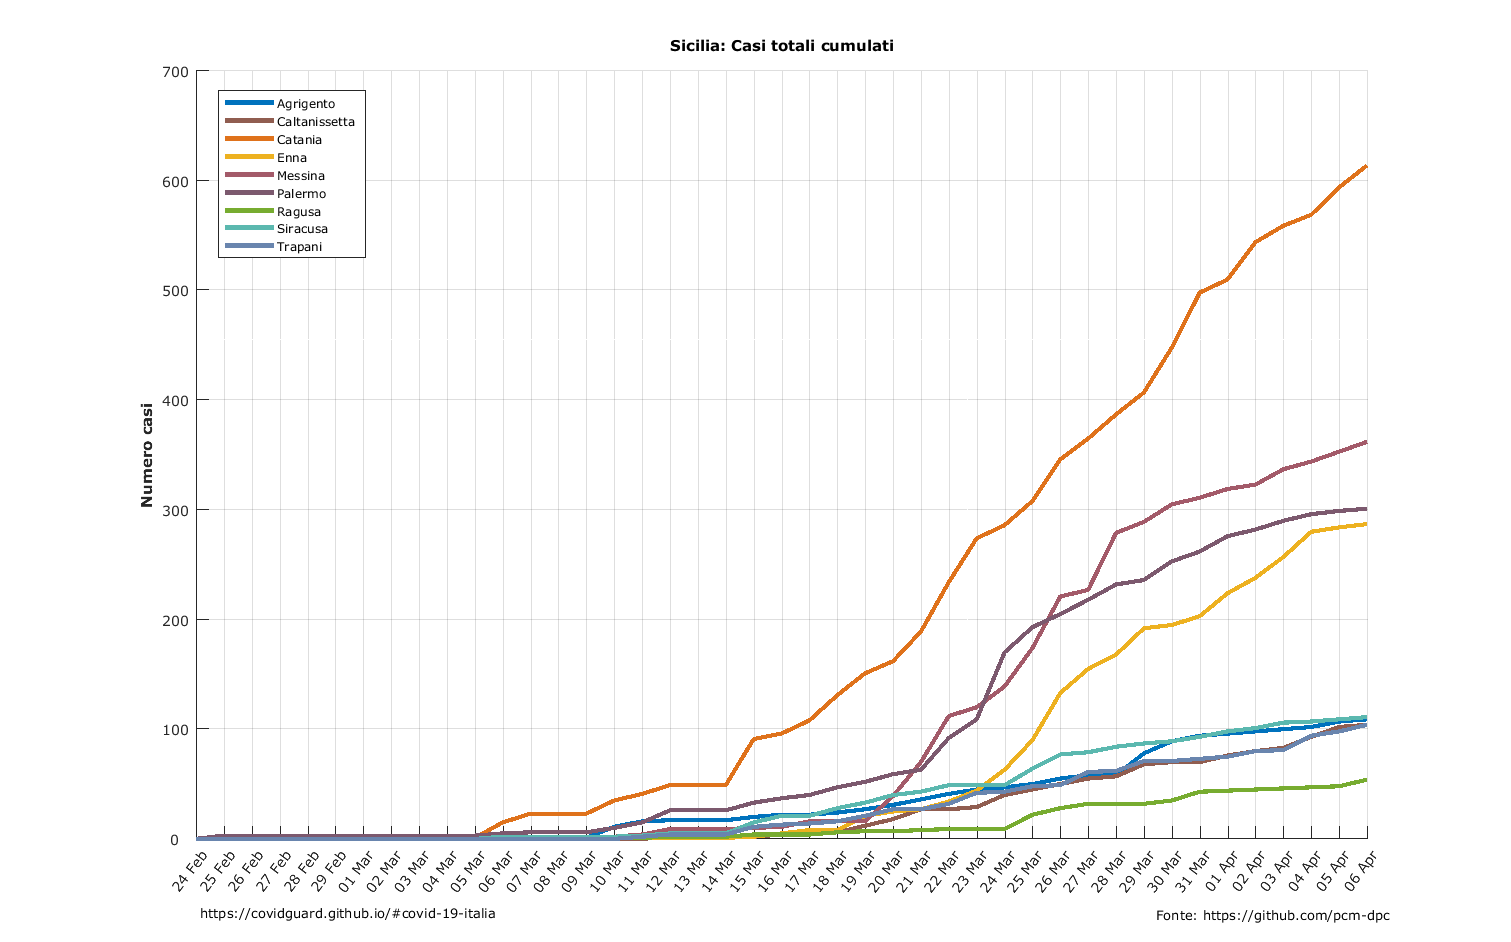 Sicilia: Casi totali cumulati
700
600
500
400
300
200
100
0
Numero casi
Agrigento
Caltanissetta
Catania
Enna
Messina
Palermo
Ragusa
Siracusa
Trapani
24 Feb
25 Feb
26 Feb
27 Feb
28 Feb
29 Feb
01 Mar
02 Mar
03 Mar
04 Mar
05 Mar
06 Mar
07 Mar
08 Mar
09 Mar
10 Mar
11 Mar
12 Mar
13 Mar
14 Mar
15 Mar
16 Mar
17 Mar
18 Mar
19 Mar
20 Mar
21 Mar
22 Mar
23 Mar
24 Mar
25 Mar
26 Mar
27 Mar
28 Mar
29 Mar
30 Mar
31 Mar
01 Apr
02 Apr
03 Apr
04 Apr
05 Apr
06 Apr
https://covidguard.github.io/#covid-19-italia
Fonte: https://github.com/pcm-dpc